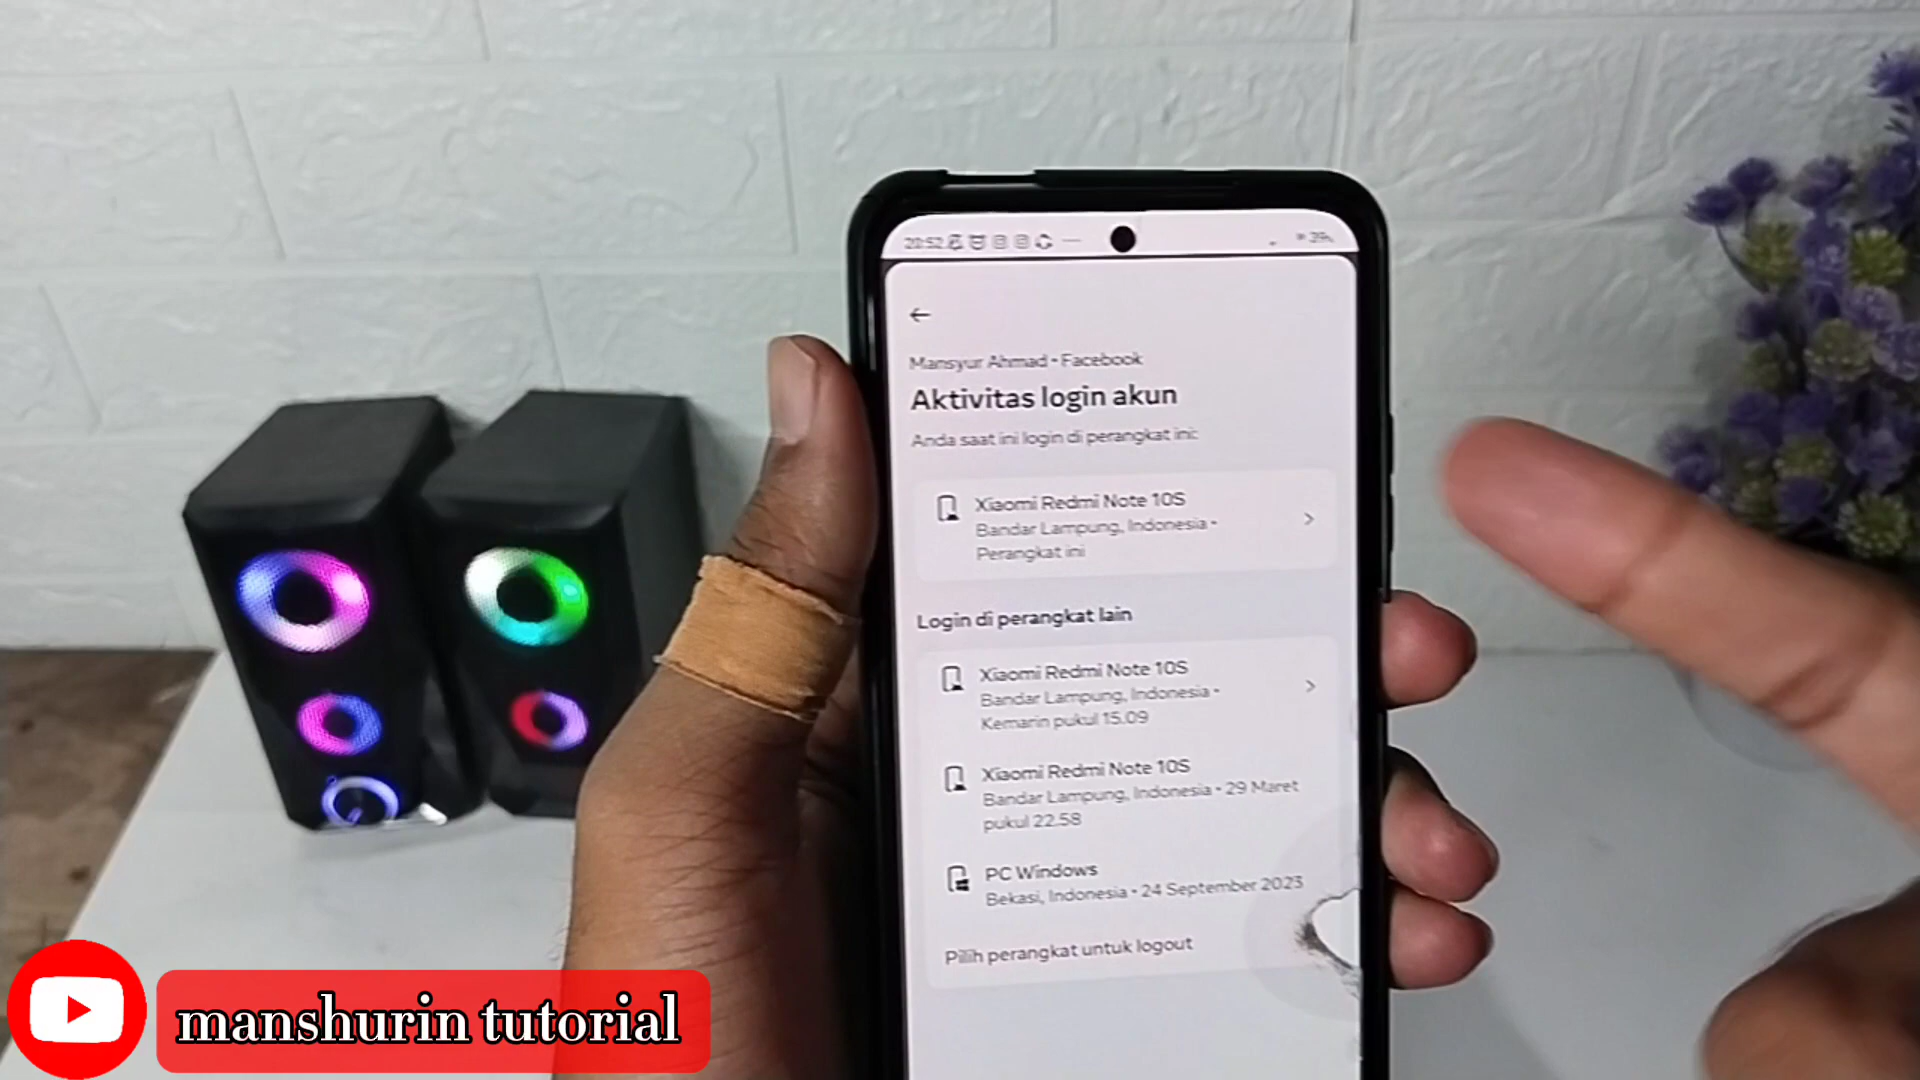 20:52
39
Mansyur Ahmad • Facebook
Aktivitas login akun
Anda saat ini login di perangkat ini:
Xiaomi Redmi Note 10S
Bandar Lampung, Indonesia •
Perangkat ini
Login di perangkat lain
Xiaomi Redmi Note 10S
Bandar Lampung, Indonesia •
Kemarin pukul 15.09
Xiaomi Redmi Note 10S
Bandar Lampung, Indonesia • 29 Maret
pukul 22.58
PC Windows
Bekasi, Indonesia • 24 September 2023
Pilih perangkat untuk logout
manshurin tutorial